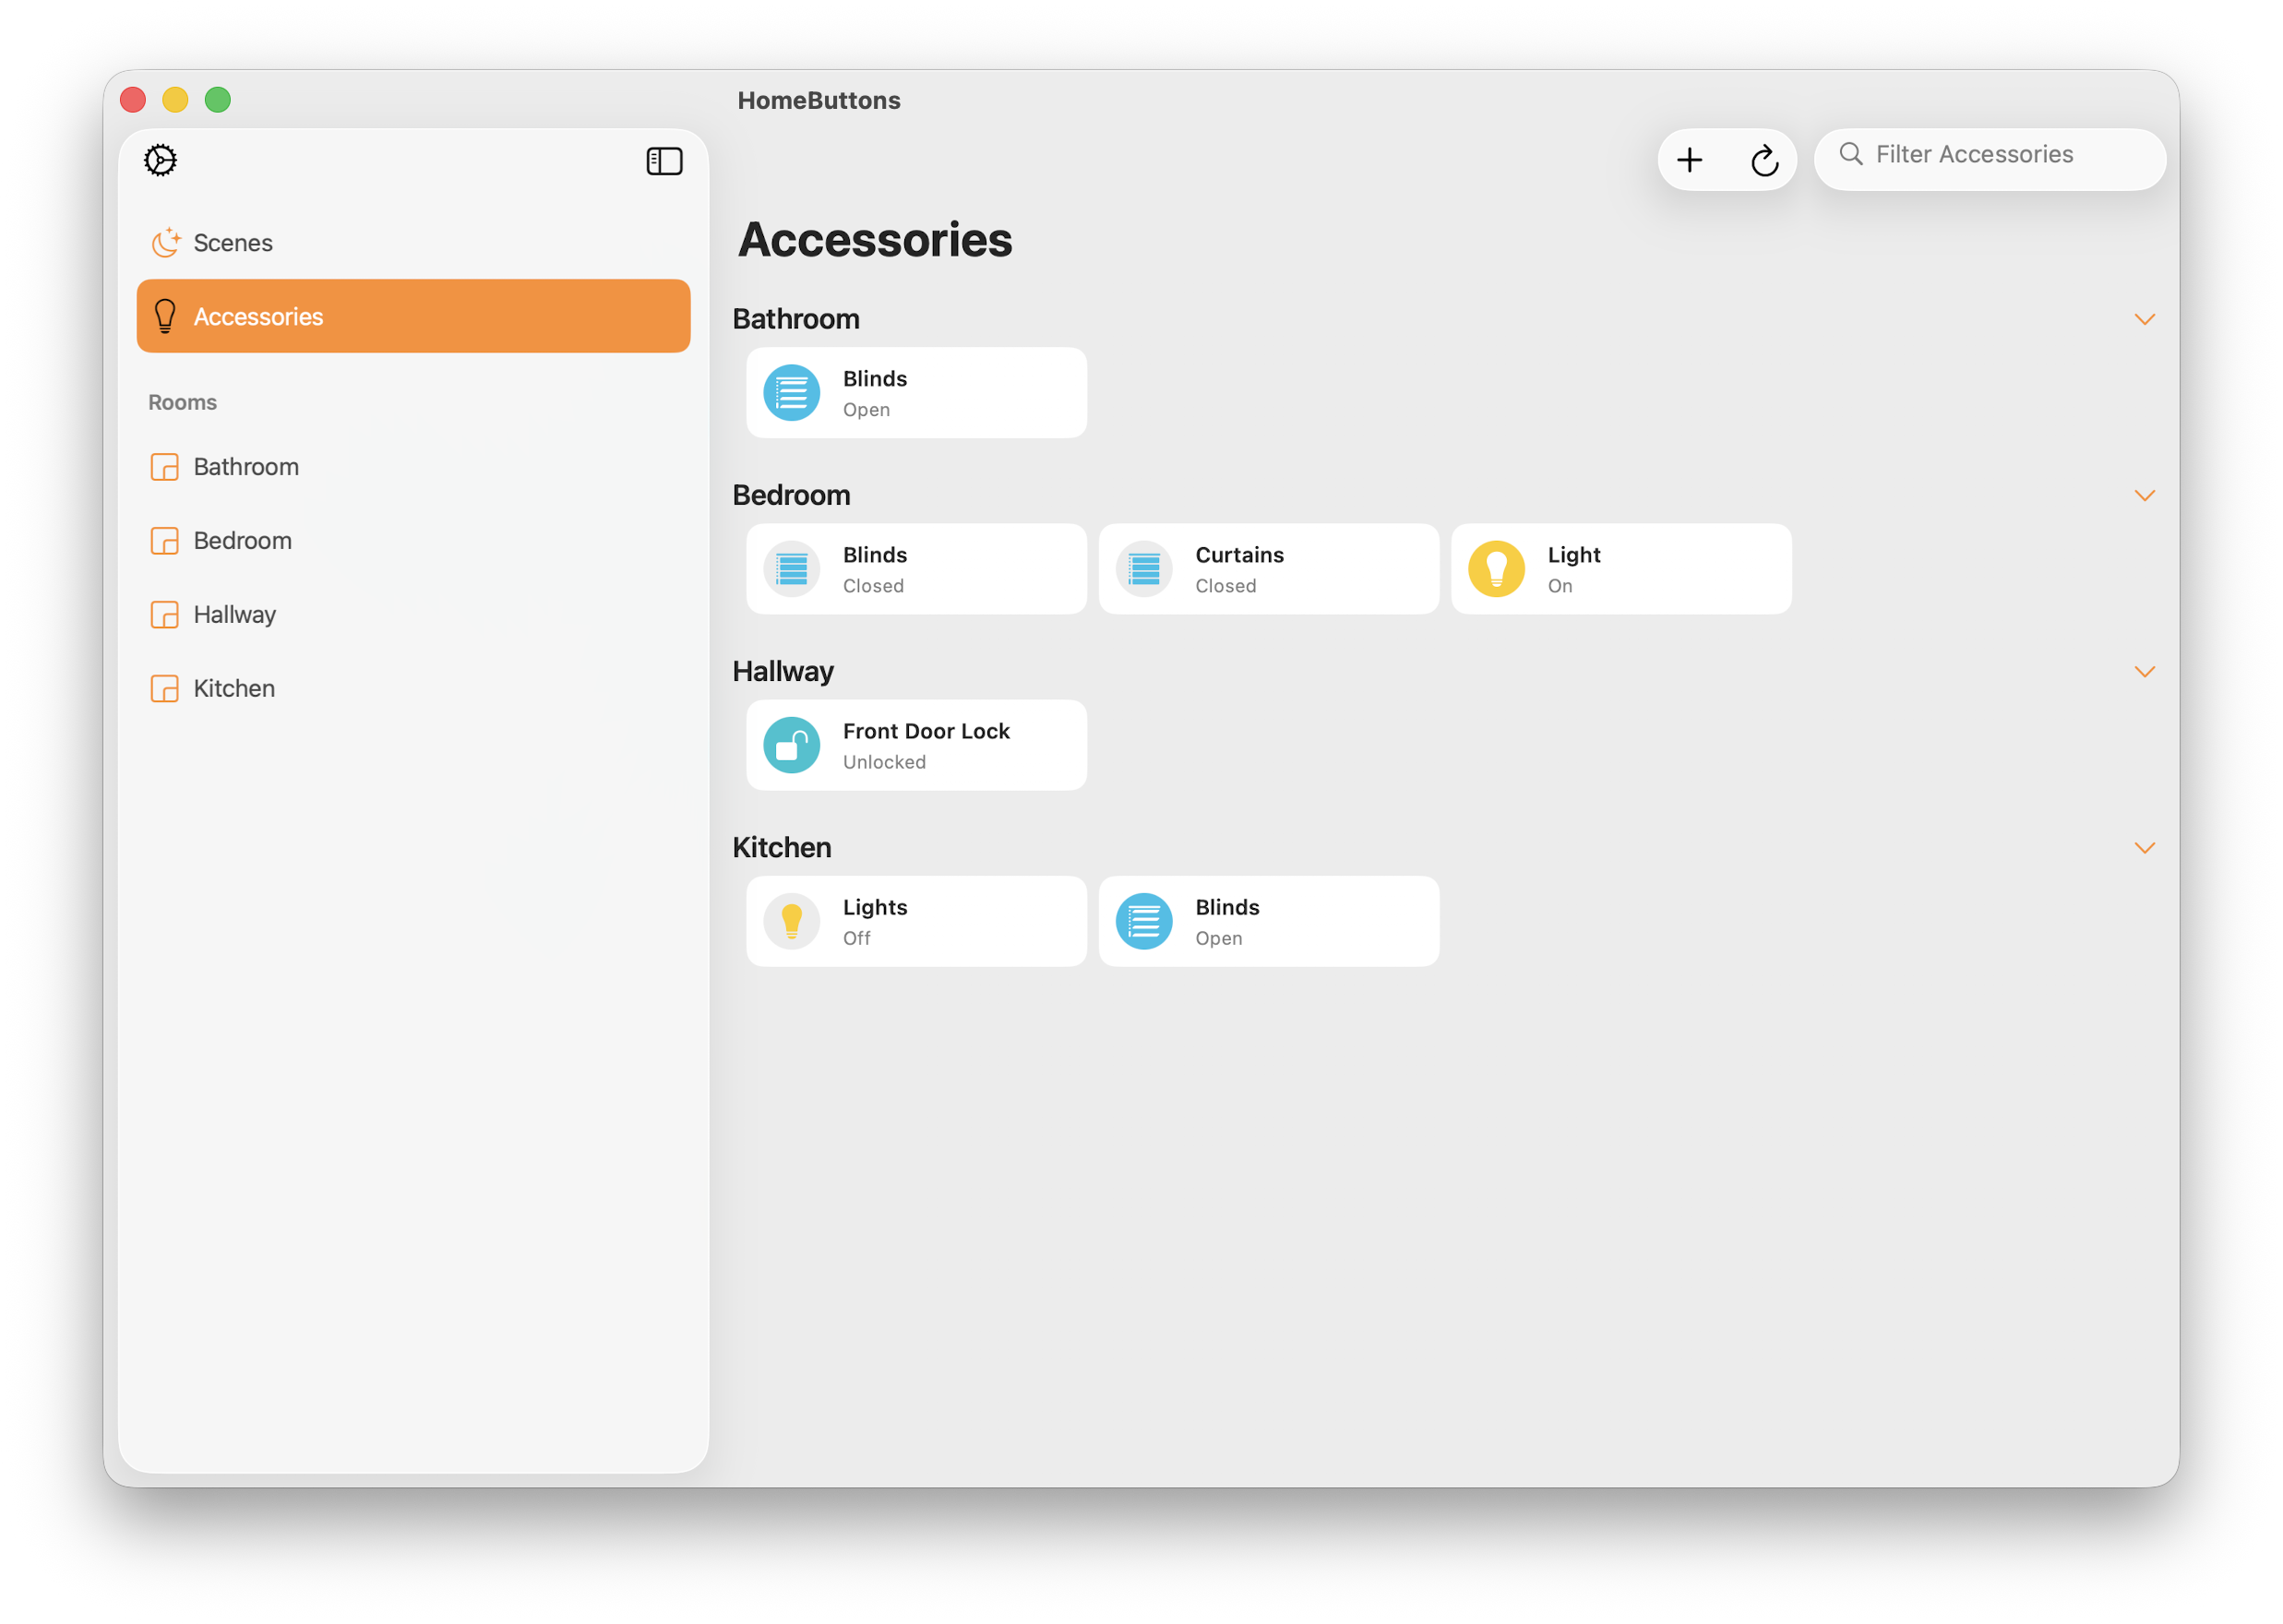 HomeButtons
Filter Accessories
Scenes
Accessories
Rooms
Bathroom
Bedroom
Hallway
Kitchen
Accessories
Bathroom
Blinds
Open
Bedroom
Blinds
Closed
Curtains
Closed
Light
On
Hallway
Front Door Lock
Unlocked
Kitchen
Lights
Off
Blinds
Open